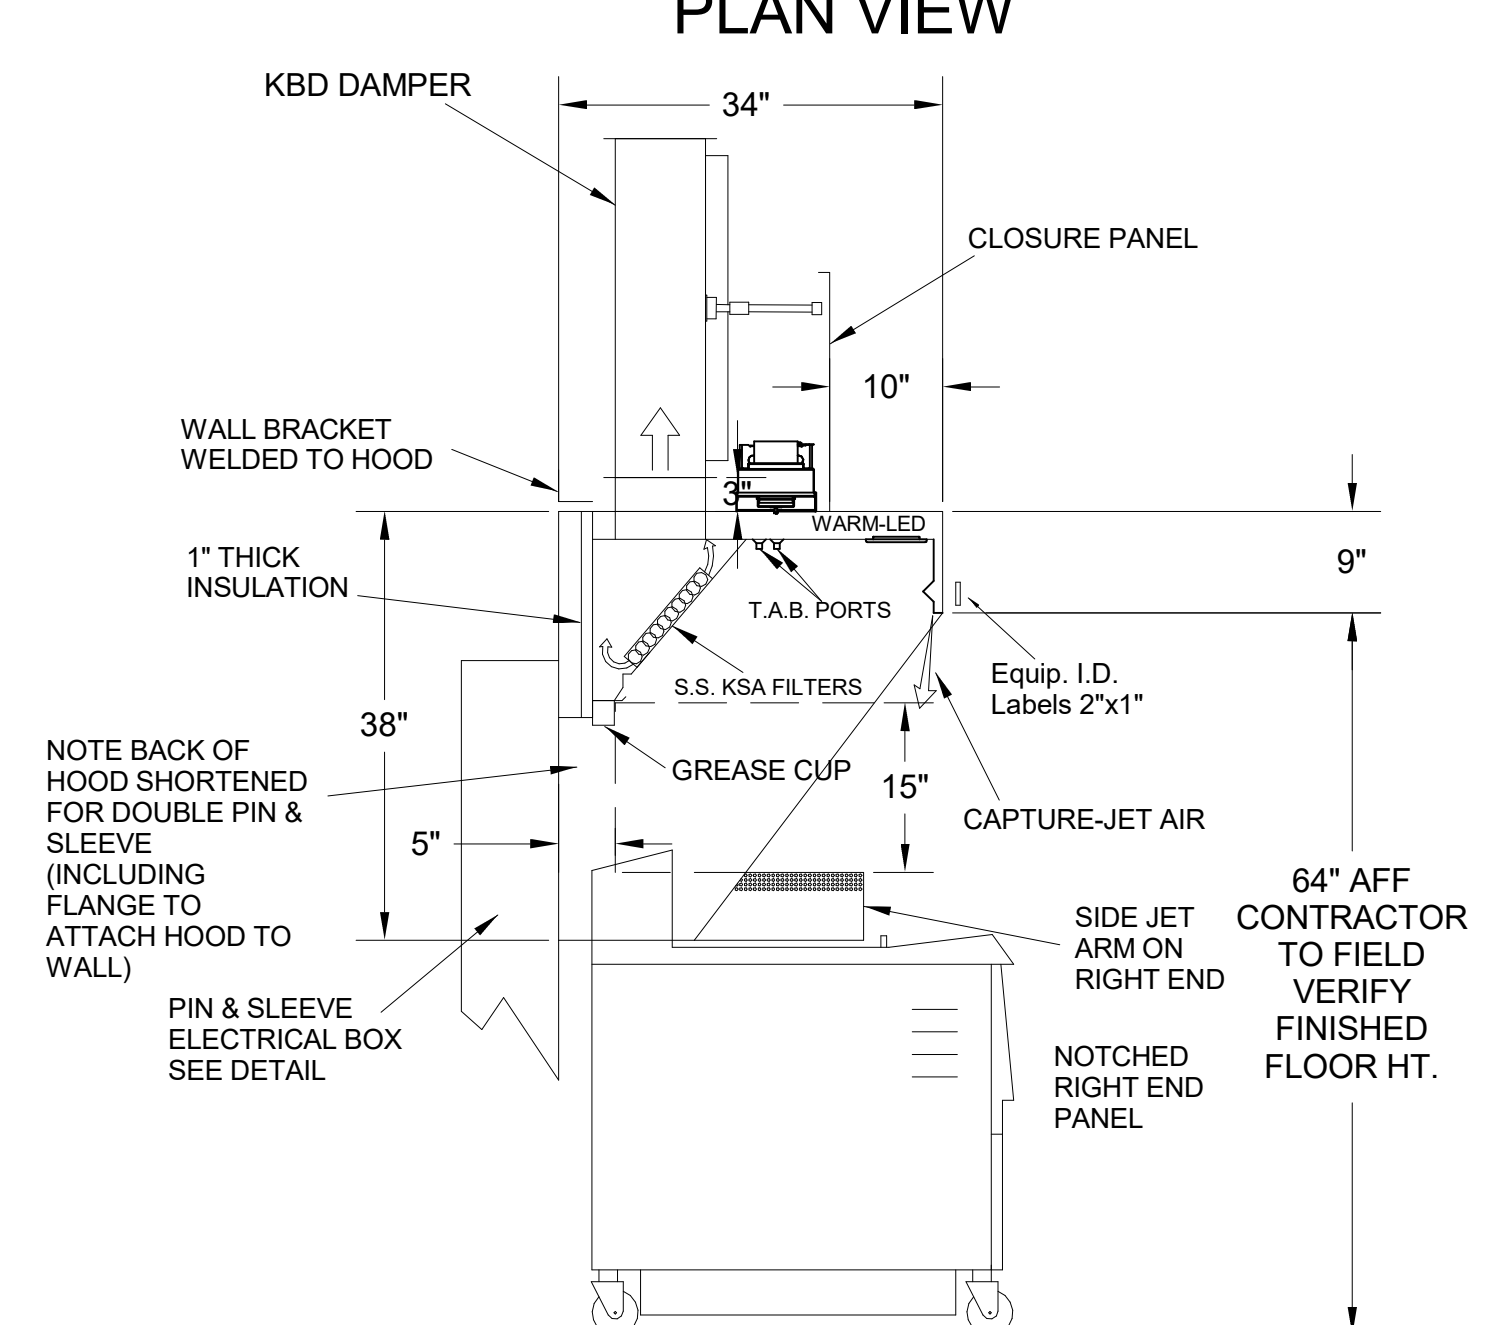 PLAN VIEW
KBD DAMPER
34"
CLOSURE PANEL
10"
WALL BRACKET
WELDED TO HOOD
3"
WARM-LED
1" THICK
INSULATION
9"
T.A.B. PORTS
S.S. KSA FILTERS
Equip. I.D.
Labels 2"x1"
38"
NOTE BACK OF
HOOD SHORTENED
FOR DOUBLE PIN &
SLEEVE
(INCLUDING
FLANGE TO
ATTACH HOOD TO
WALL)
GREASE CUP
15"
CAPTURE-JET AIR
5"
64" AFF
CONTRACTOR
TO FIELD
VERIFY
FINISHED
FLOOR HT.
SIDE JET
ARM ON
RIGHT END
PIN & SLEEVE
ELECTRICAL BOX
SEE DETAIL
NOTCHED
RIGHT END
PANEL